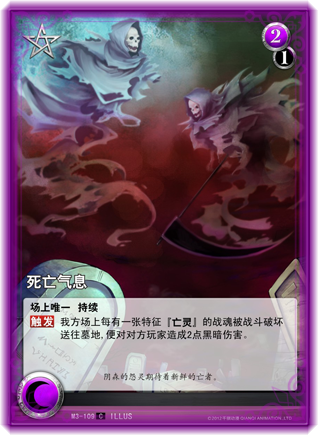 2
1
死亡气息
场上唯一 持续
触发 我方场上每有一张特征『亡灵』的战魂被战斗破坏
送往墓地,便对对方玩家造成2点黑暗伤害。
阴森的怨灵期待着新鲜的亡者。
M3-109 C ILLUS